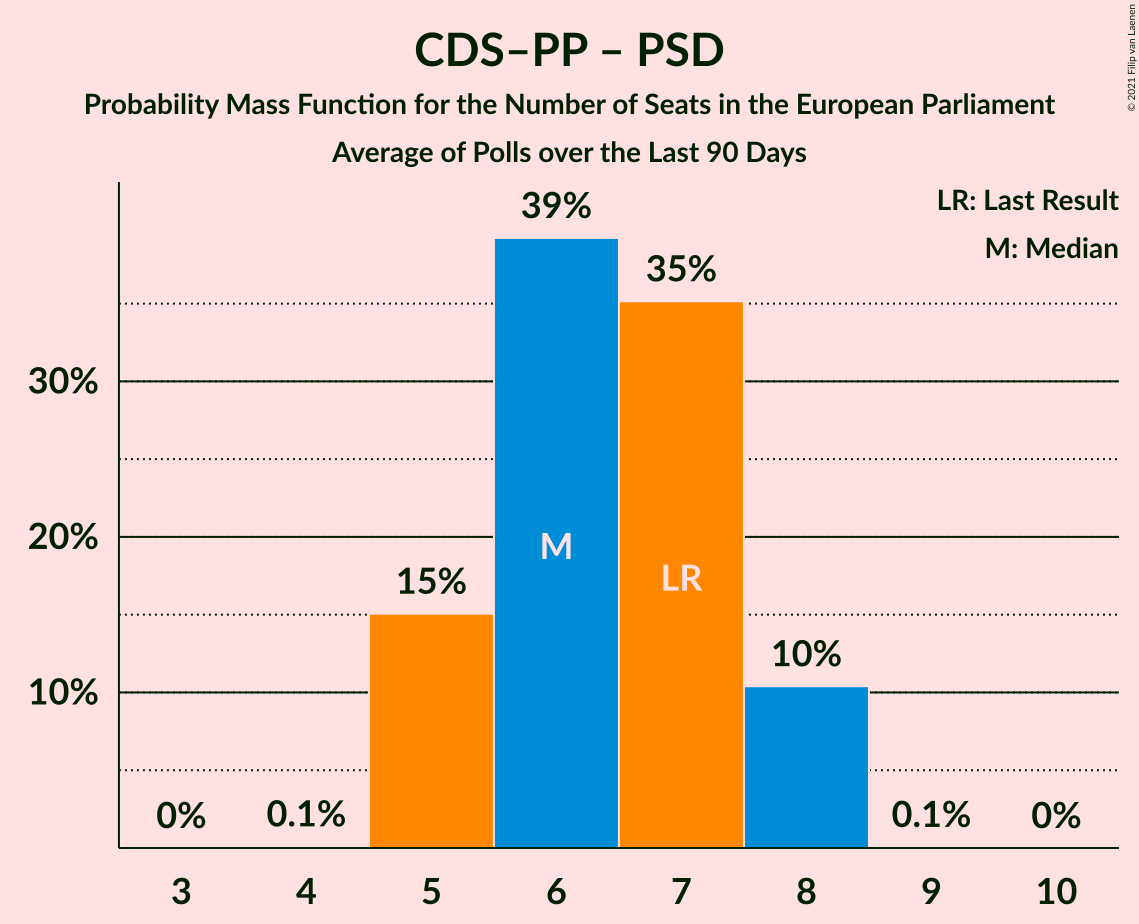 CDS–PP – PSD
Probability Mass Function for the Number of Seats in the European Parliament
Average of Polls over the Last 90 Days
© 2021 Filip van Laenen
LR: Last Result
M: Median
39%
35%
15%
10%
0%
0.1%
0.1%
0%
M
LR
30%
20%
10%
3 4 5 6 7 8 9 10